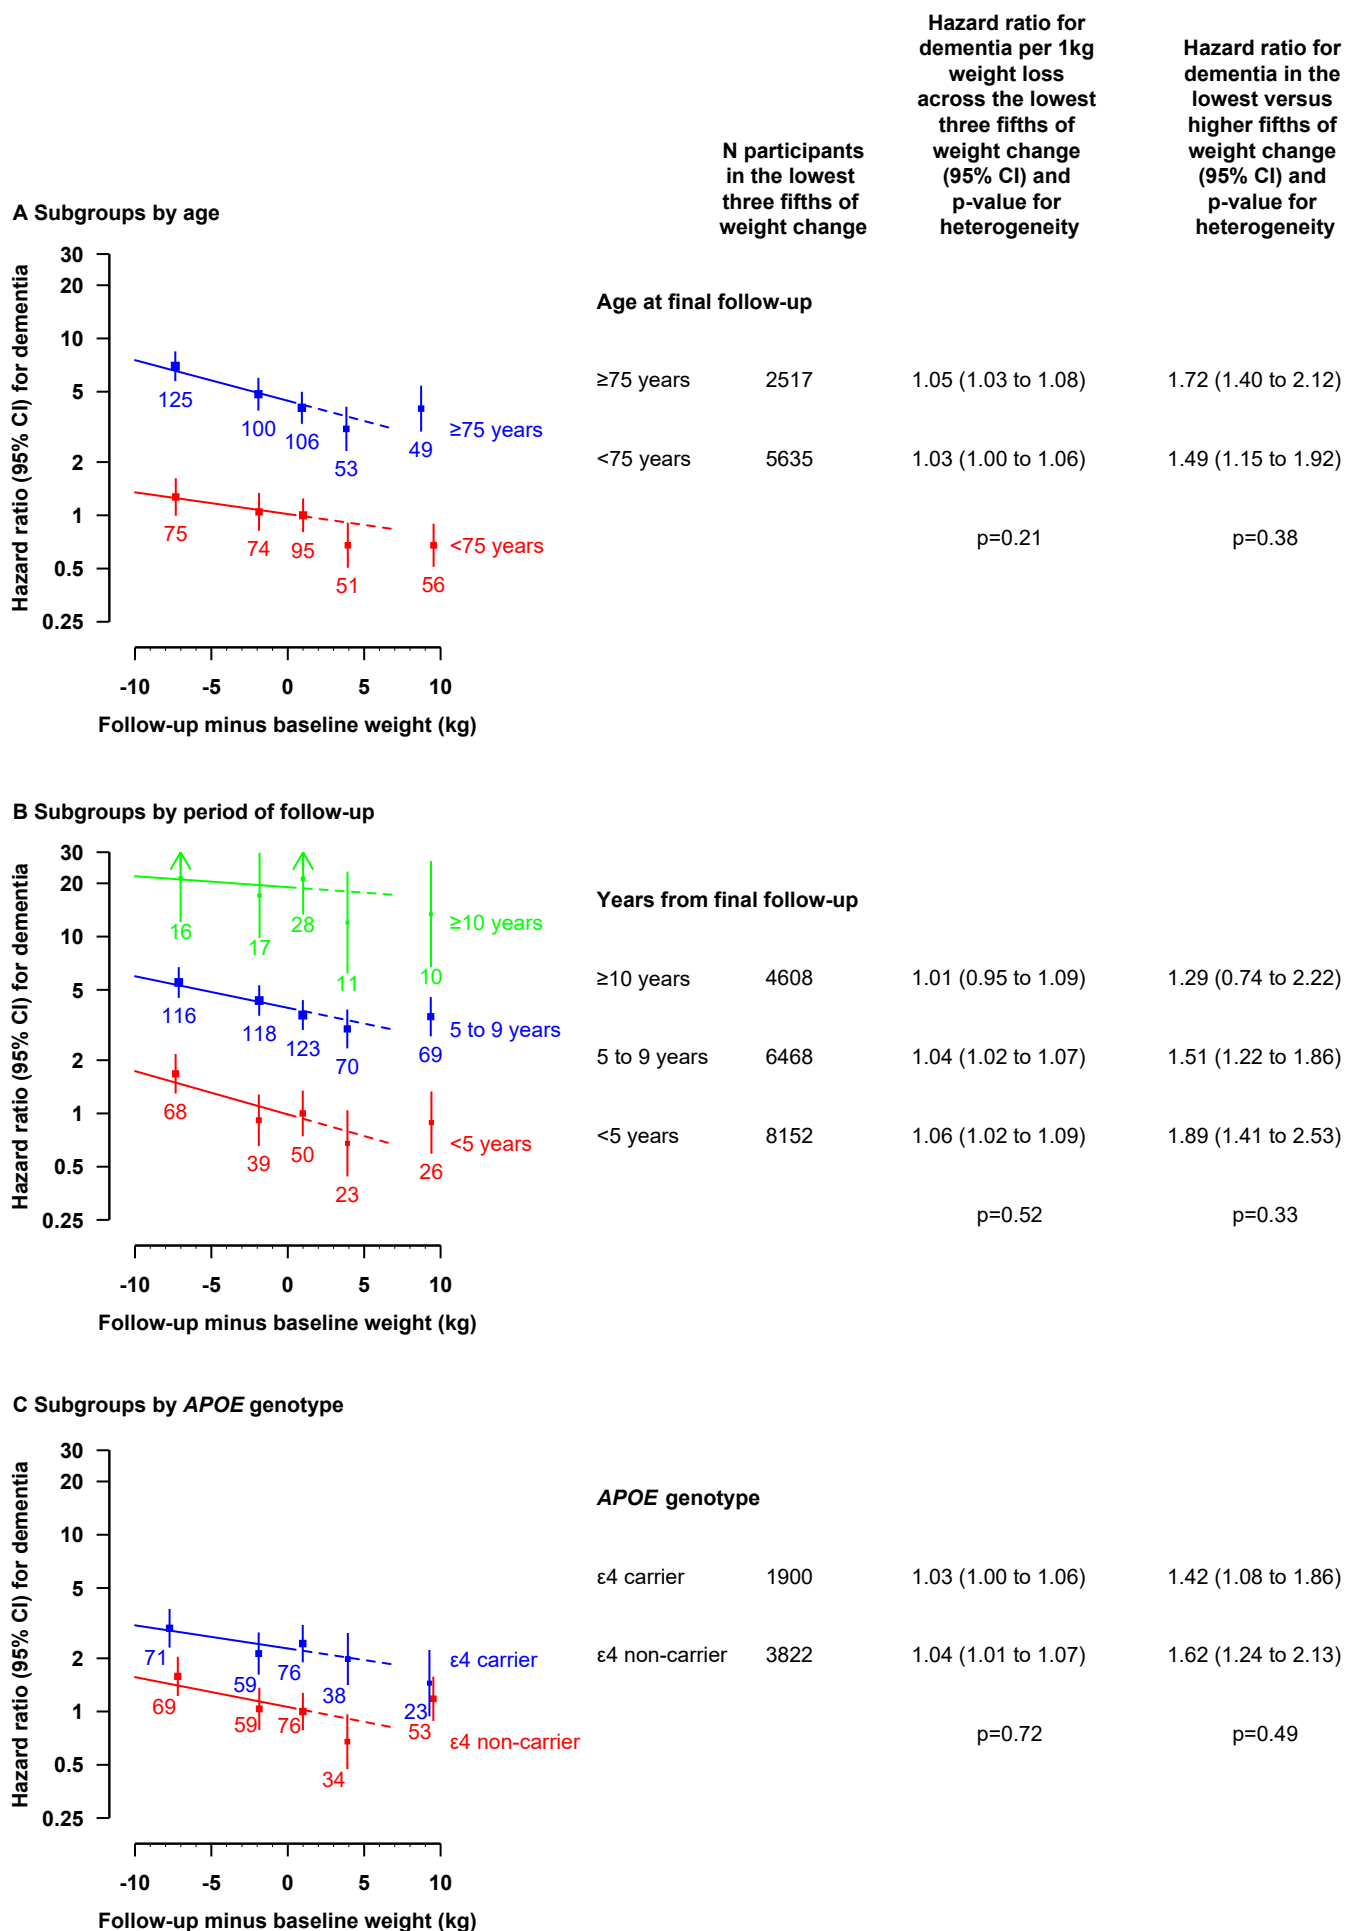 Hazard ratio for
dementia per 1kg
weight loss
across the lowest
three fifths of
weight change
(95% CI) and
p-value for
heterogeneity
Hazard ratio for
dementia in the
lowest versus
higher fifths of
weight change
(95% CI) and
p-value for
heterogeneity
N participants
in the lowest
three fifths of
weight change
A Subgroups by age
Hazard ratio (95% CI) for dementia
30
20
10
5
2
1
0.5
0.25
125
100
106
53
49
≥75 years
75
74
95
51
56
<75 years
-10 -5 0 5 10
Follow-up minus baseline weight (kg)
Age at final follow-up
≥75 years 2517 1.05 (1.03 to 1.08) 1.72 (1.40 to 2.12)
<75 years 5635 1.03 (1.00 to 1.06) 1.49 (1.15 to 1.92)
p=0.21 p=0.38
B Subgroups by period of follow-up
Hazard ratio (95% CI) for dementia
30
20
10
5
2
1
0.5
0.25
16
17
28
11
10
≥10 years
116
118
123
70
69
5 to 9 years
68
39
50
23
26
<5 years
-10 -5 0 5 10
Follow-up minus baseline weight (kg)
Years from final follow-up
≥10 years 4608 1.01 (0.95 to 1.09) 1.29 (0.74 to 2.22)
5 to 9 years 6468 1.04 (1.02 to 1.07) 1.51 (1.22 to 1.86)
<5 years 8152 1.06 (1.02 to 1.09) 1.89 (1.41 to 2.53)
p=0.52 p=0.33
C Subgroups by APOE genotype
Hazard ratio (95% CI) for dementia
30
20
10
5
2
1
0.5
0.25
71
59
76
38
23
ε4 carrier
69
59
76
34
53
ε4 non-carrier
-10 -5 0 5 10
Follow-up minus baseline weight (kg)
APOE genotype
ε4 carrier 1900 1.03 (1.00 to 1.06) 1.42 (1.08 to 1.86)
ε4 non-carrier 3822 1.04 (1.01 to 1.07) 1.62 (1.24 to 2.13)
p=0.72 p=0.49